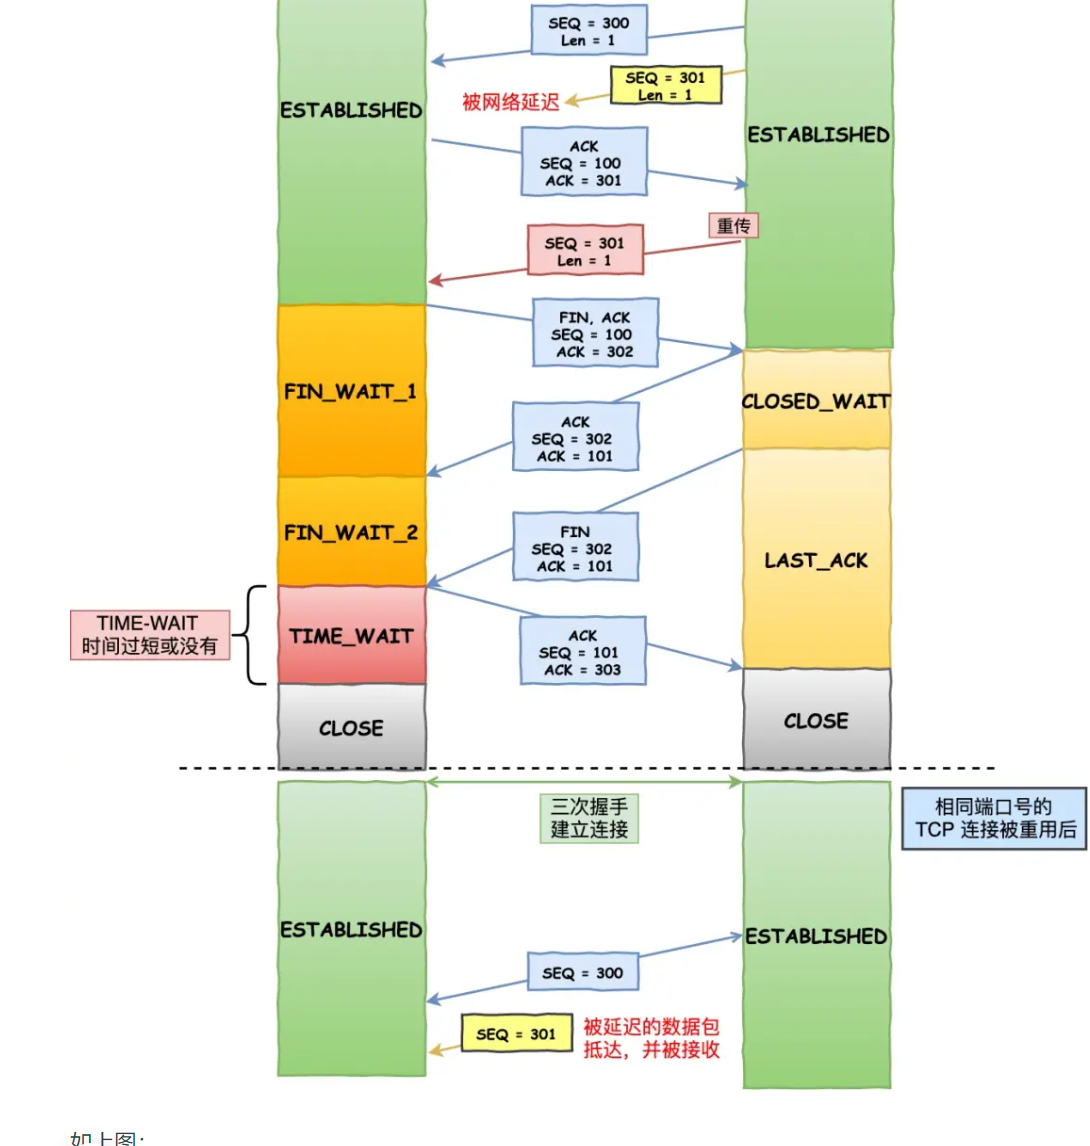 SEQ = 300
Len = 1
SEQ = 301
Len = 1
被网络延迟
ESTABLISHED
ESTABLISHED
ACK
SEQ = 100
ACK = 301
重传
SEQ = 301
Len = 1
FIN, ACK
SEQ = 100
ACK = 302
FIN_WAIT_1
CLOSED_WAIT
ACK
SEQ = 302
ACK = 101
FIN_WAIT_2
FIN
SEQ = 302
ACK = 101
LAST_ACK
TIME-WAIT
时间过短或没有
TIME_WAIT
ACK
SEQ = 101
ACK = 303
CLOSE
CLOSE
三次握手
建立连接
相同端口号的
TCP 连接被重用后
ESTABLISHED
ESTABLISHED
SEQ = 300
SEQ = 301
被延迟的数据包
抵达，并被接收
如上图：